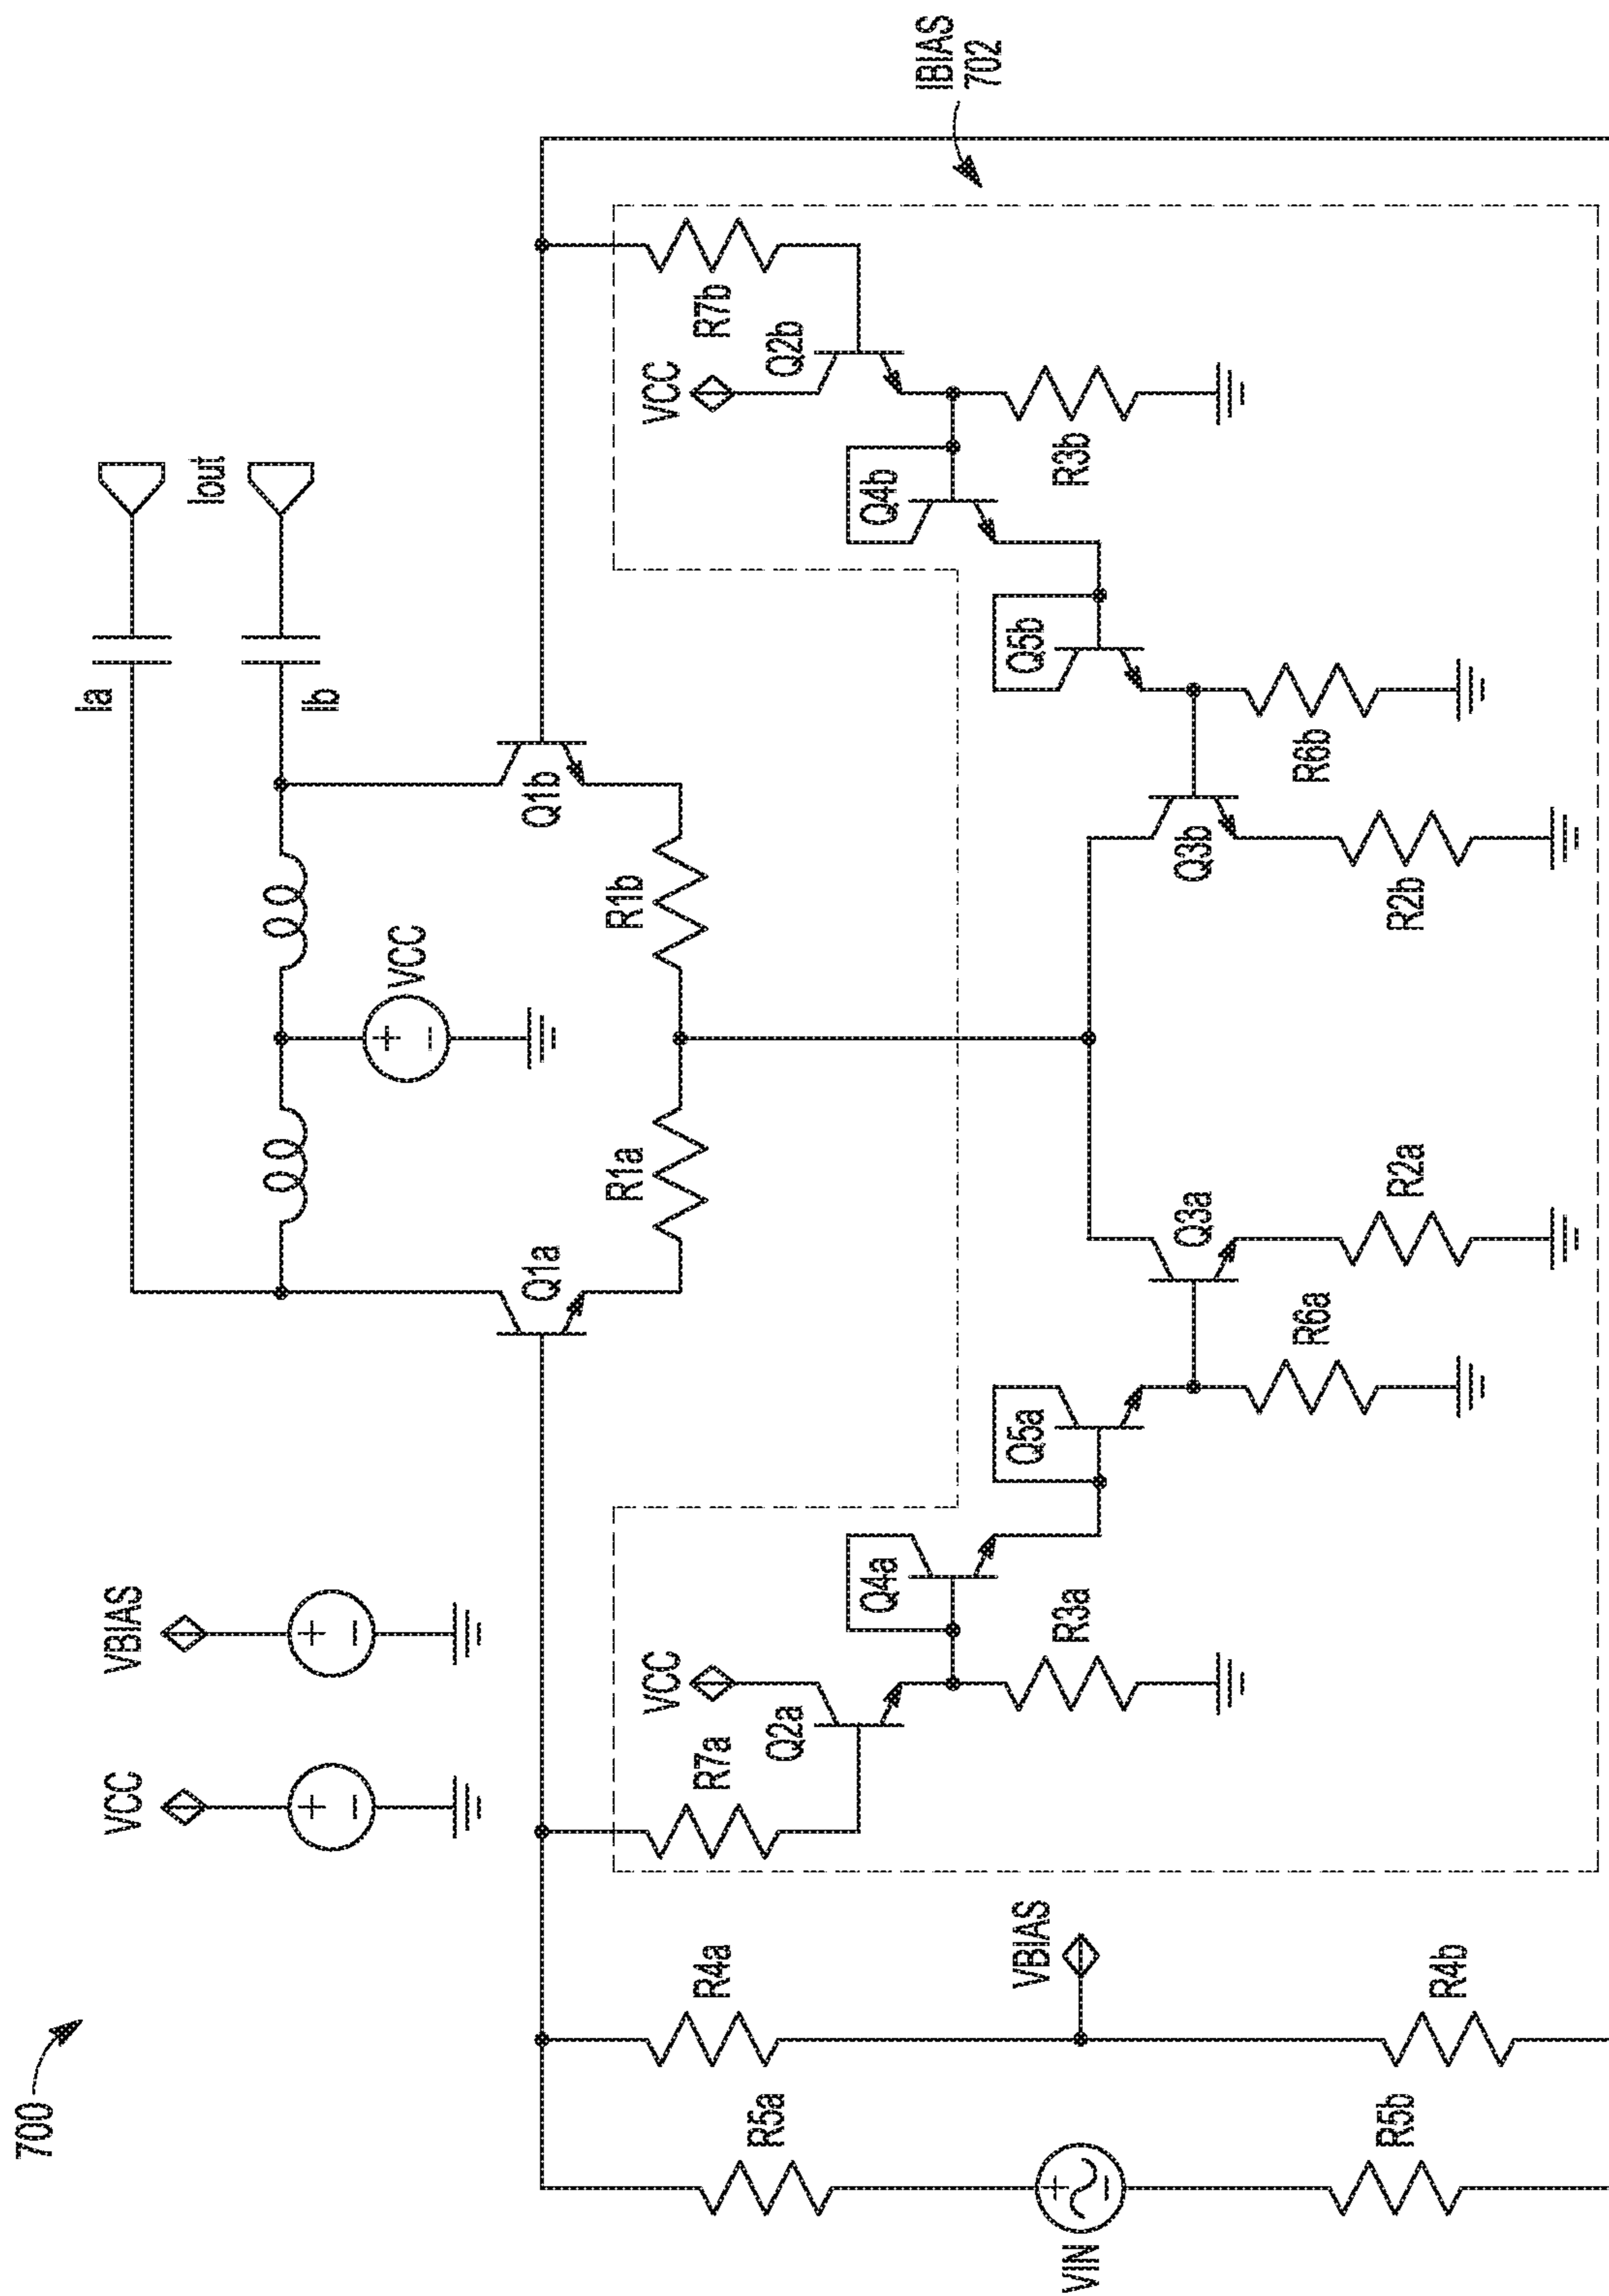 700
VCC
VBIAS
Ia
Iout
Ib
VCC
Q1a
Q1b
R1a
R1b
IBIAS
702
R7a
VCC
Q2a
Q4a
R3a
Q5a
R6a
Q3a
R2a
R7b
VCC
Q2b
Q4b
R3b
Q5b
R6b
Q3b
R2b
R5a
R4a
VIN
VBIAS
R5b
R4b